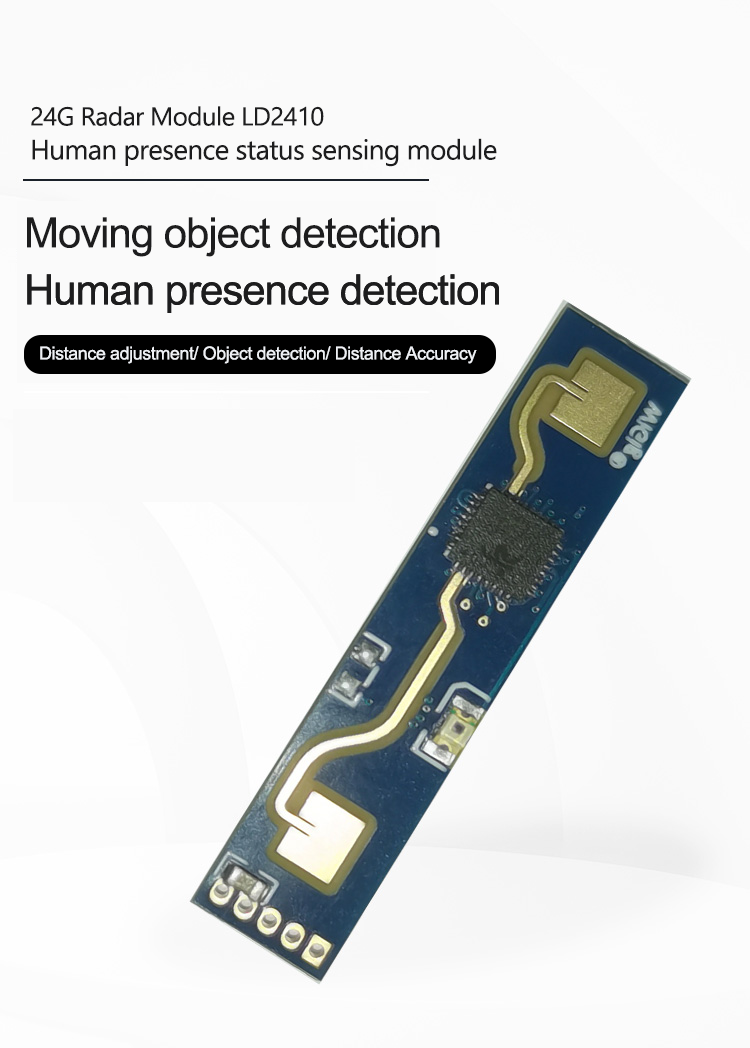 24G Radar Module LD2410
Human presence status sensing module
Moving object detection
Human presence detection
Distance adjustment/ Object detection/ Distance Accuracy